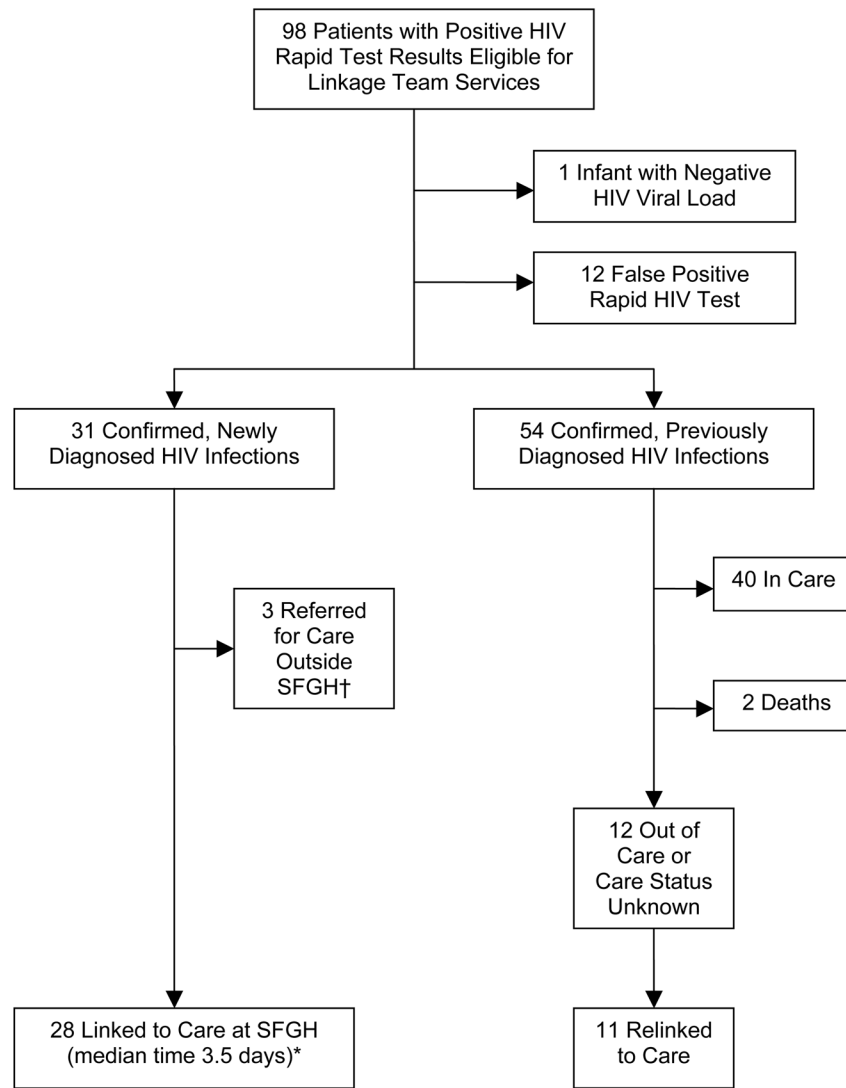 98 Patients with Positive HIV
Rapid Test Results Eligible for
Linkage Team Services
1 Infant with Negative
HIV Viral Load
12 False Positive
Rapid HIV Test
31 Confirmed, Newly
Diagnosed HIV Infections
54 Confirmed, Previously
Diagnosed HIV Infections
40 In Care
3 Referred
for Care
Outside
SFGH†
2 Deaths
12 Out of
Care or
Care Status
Unknown
28 Linked to Care at SFGH
(median time 3.5 days)*
11 Relinked
to Care